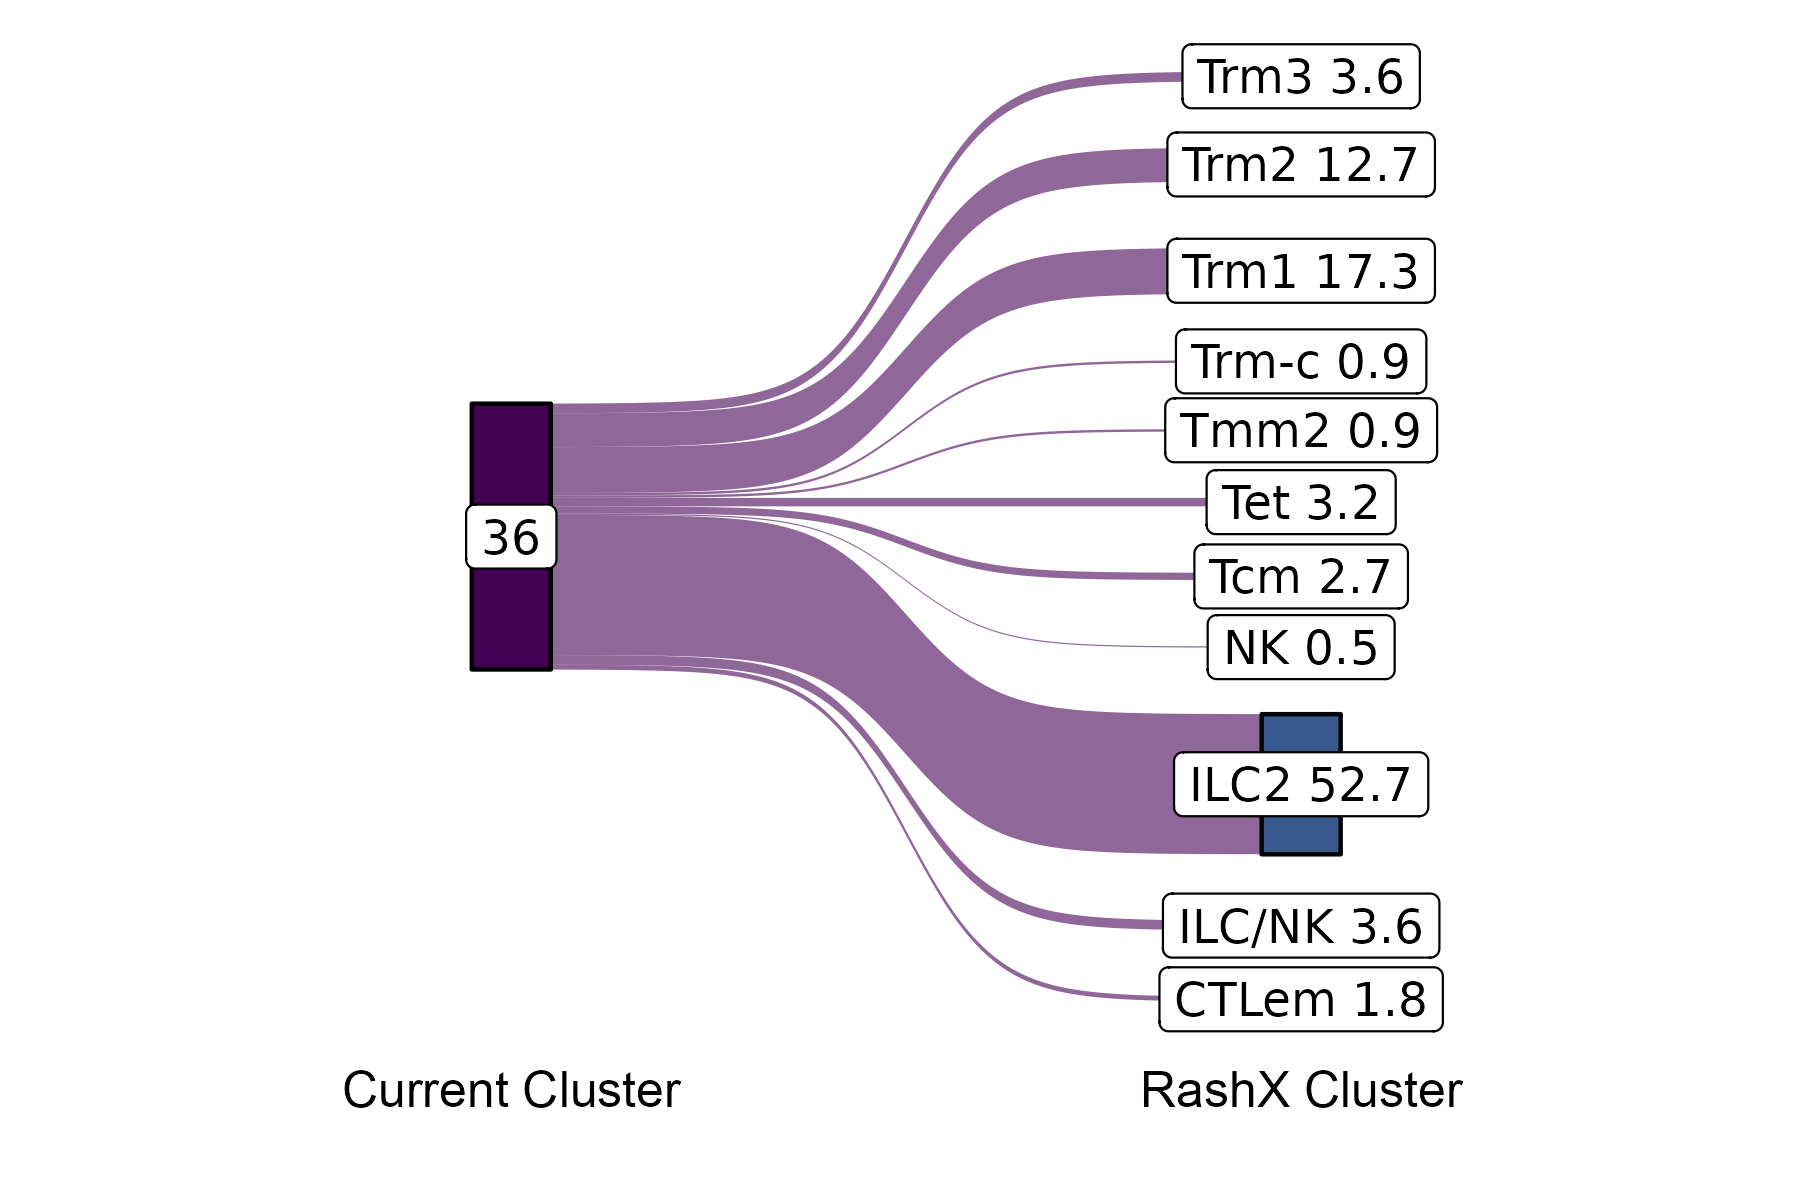 Trm3 3.6
Trm2 12.7
Trm1 17.3
Trm-c 0.9
Tmm2 0.9
Tet 3.2
36
Tcm 2.7
NK 0.5
ILC2 52.7
ILC/NK 3.6
CTLem 1.8
Current Cluster
RashX Cluster